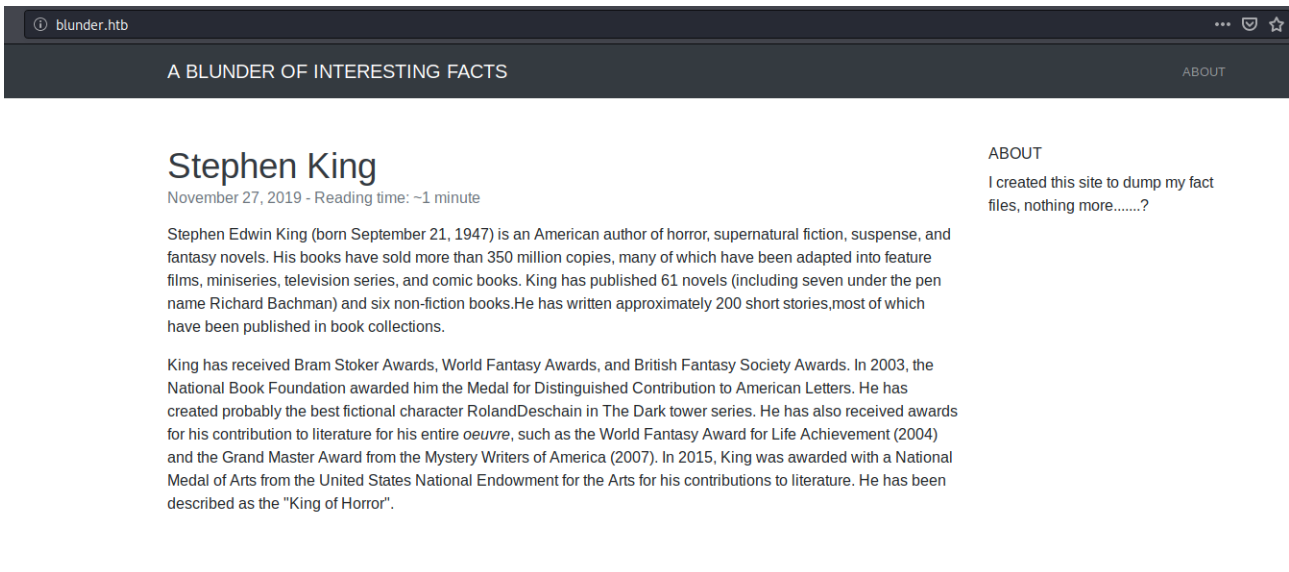 blunder.htb
A BLUNDER OF INTERESTING FACTS
ABOUT
Stephen King
November 27, 2019 - Reading time: ~1 minute
Stephen Edwin King (born September 21, 1947) is an American author of horror, supernatural fiction, suspense, and
fantasy novels. His books have sold more than 350 million copies, many of which have been adapted into feature
films, miniseries, television series, and comic books. King has published 61 novels (including seven under the pen
name Richard Bachman) and six non-fiction books.He has written approximately 200 short stories,most of which
have been published in book collections.
King has received Bram Stoker Awards, World Fantasy Awards, and British Fantasy Society Awards. In 2003, the
National Book Foundation awarded him the Medal for Distinguished Contribution to American Letters. He has
created probably the best fictional character RolandDeschain in The Dark tower series. He has also received awards
for his contribution to literature for his entire oeuvre, such as the World Fantasy Award for Life Achievement (2004)
and the Grand Master Award from the Mystery Writers of America (2007). In 2015, King was awarded with a National
Medal of Arts from the United States National Endowment for the Arts for his contributions to literature. He has been
described as the "King of Horror".
ABOUT
I created this site to dump my fact
files, nothing more.......?